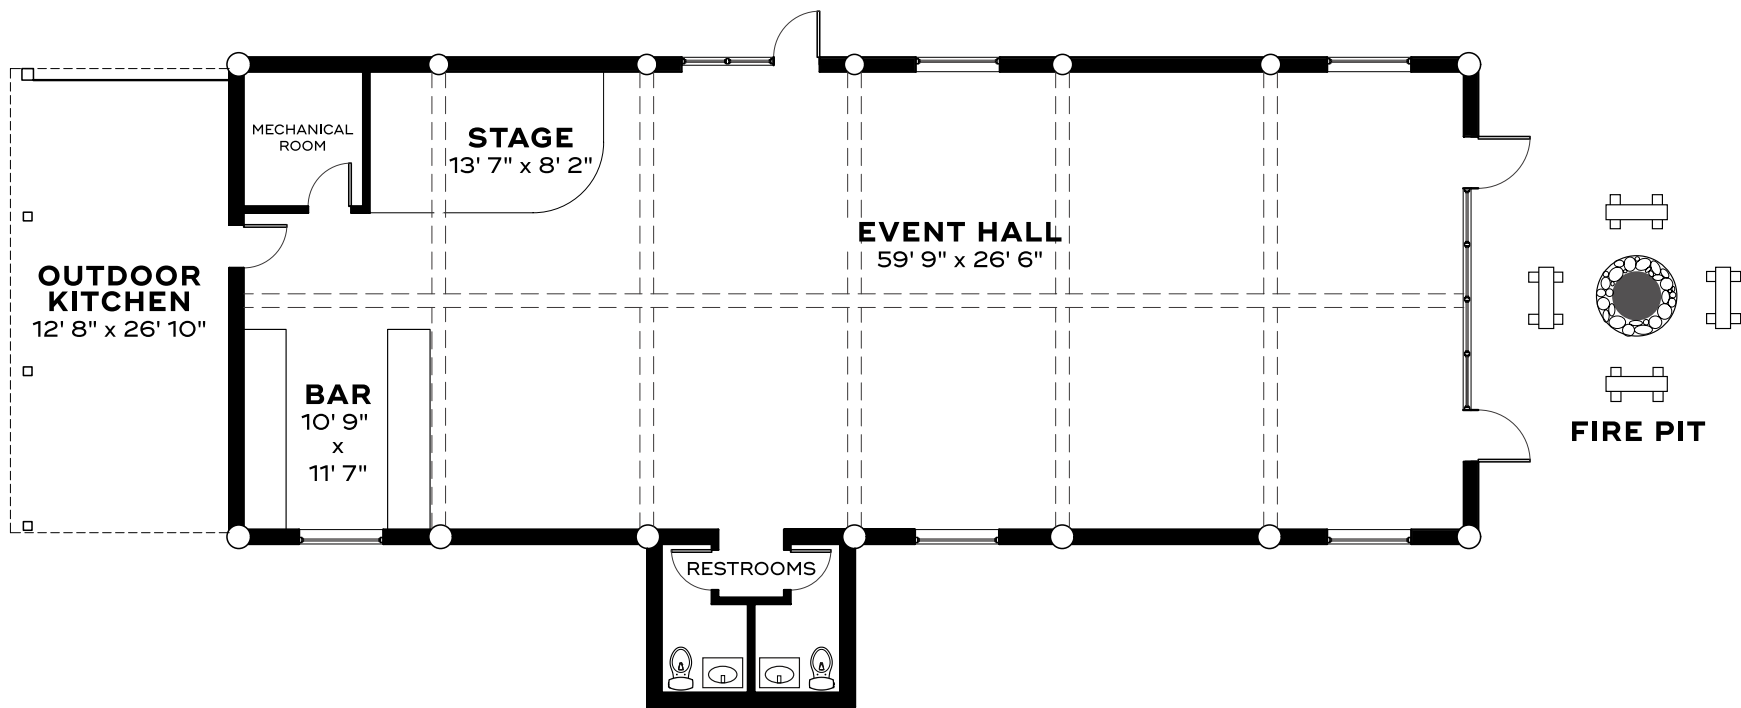 MECHANICAL
ROOM
STAGE
13' 7" x 8' 2"
EVENT HALL
59' 9" x 26' 6"
OUTDOOR
KITCHEN
12' 8" x 26' 10"
BAR
10' 9"
x
11' 7"
FIRE PIT
RESTROOMS